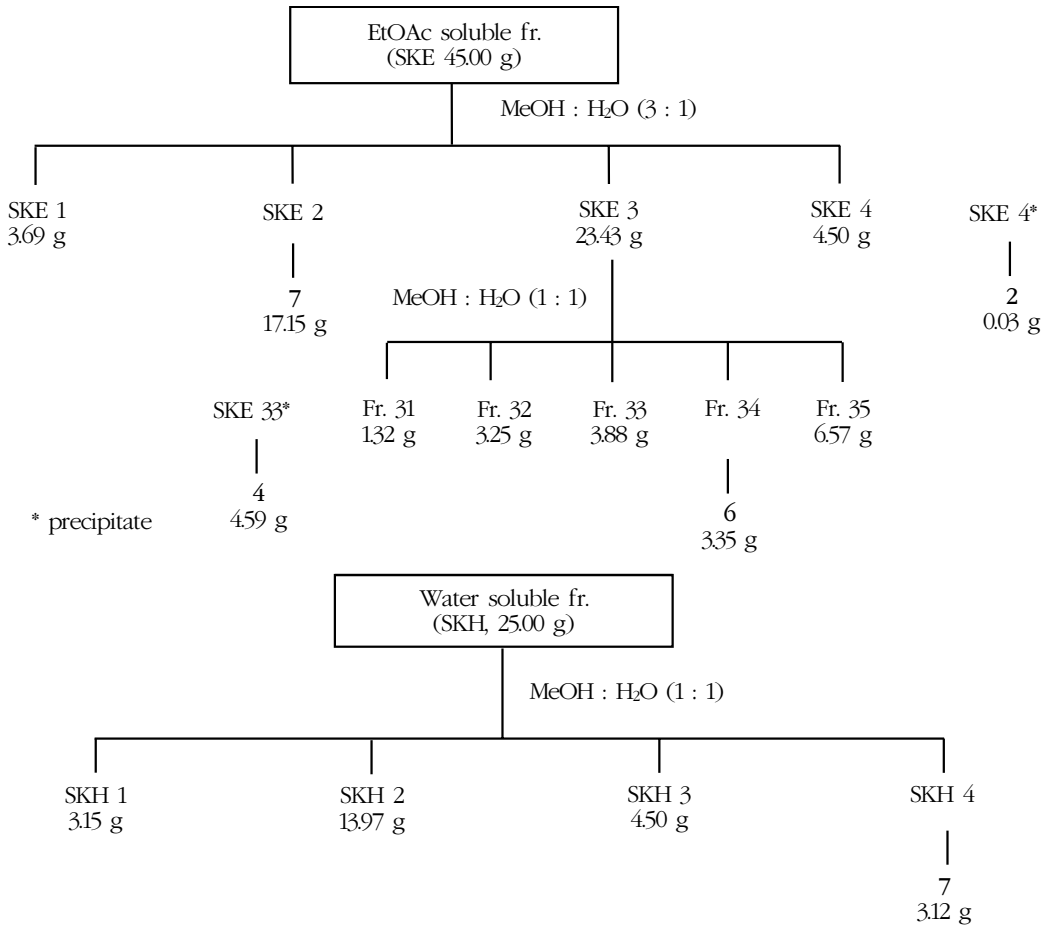 EtOAc soluble fr.
(SKE 45.00 g)
MeOH : H₂O (3 : 1)
SKE 1
3.69 g
SKE 2
7
17.15 g
SKE 3
23.43 g
SKE 4
4.50 g
SKE 4*
2
0.03 g
MeOH : H₂O (1 : 1)
SKE 33*
4
4.59 g
Fr. 31
1.32 g
Fr. 32
3.25 g
Fr. 33
3.88 g
Fr. 34
6
3.35 g
Fr. 35
6.57 g
* precipitate
Water soluble fr.
(SKH, 25.00 g)
MeOH : H₂O (1 : 1)
SKH 1
3.15 g
SKH 2
13.97 g
SKH 3
4.50 g
SKH 4
7
3.12 g